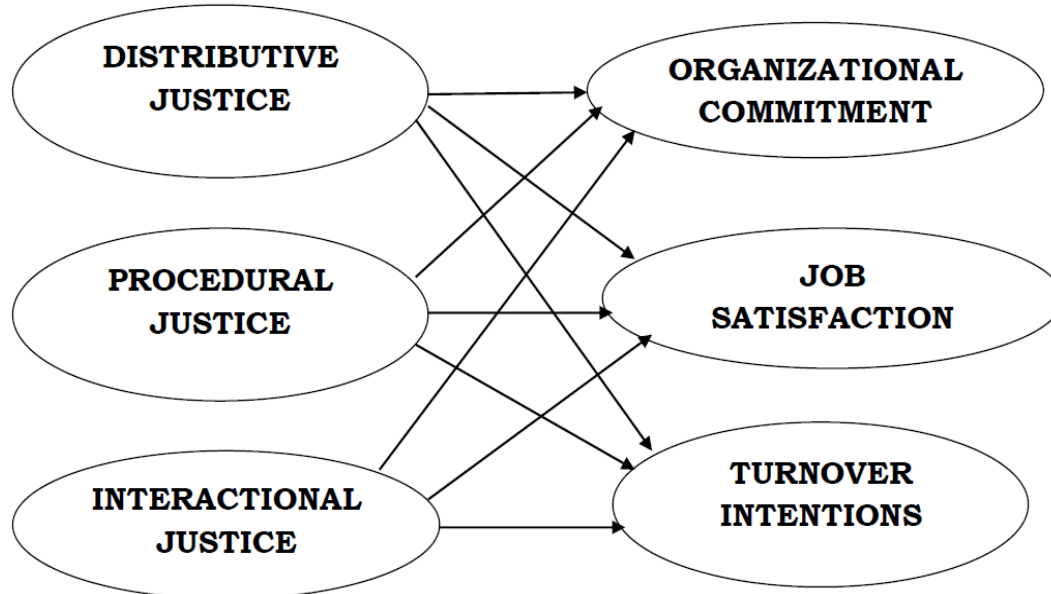 DISTRIBUTIVE
JUSTICE
ORGANIZATIONAL
COMMITMENT
PROCEDURAL
JUSTICE
JOB
SATISFACTION
INTERACTIONAL
JUSTICE
TURNOVER
INTENTIONS